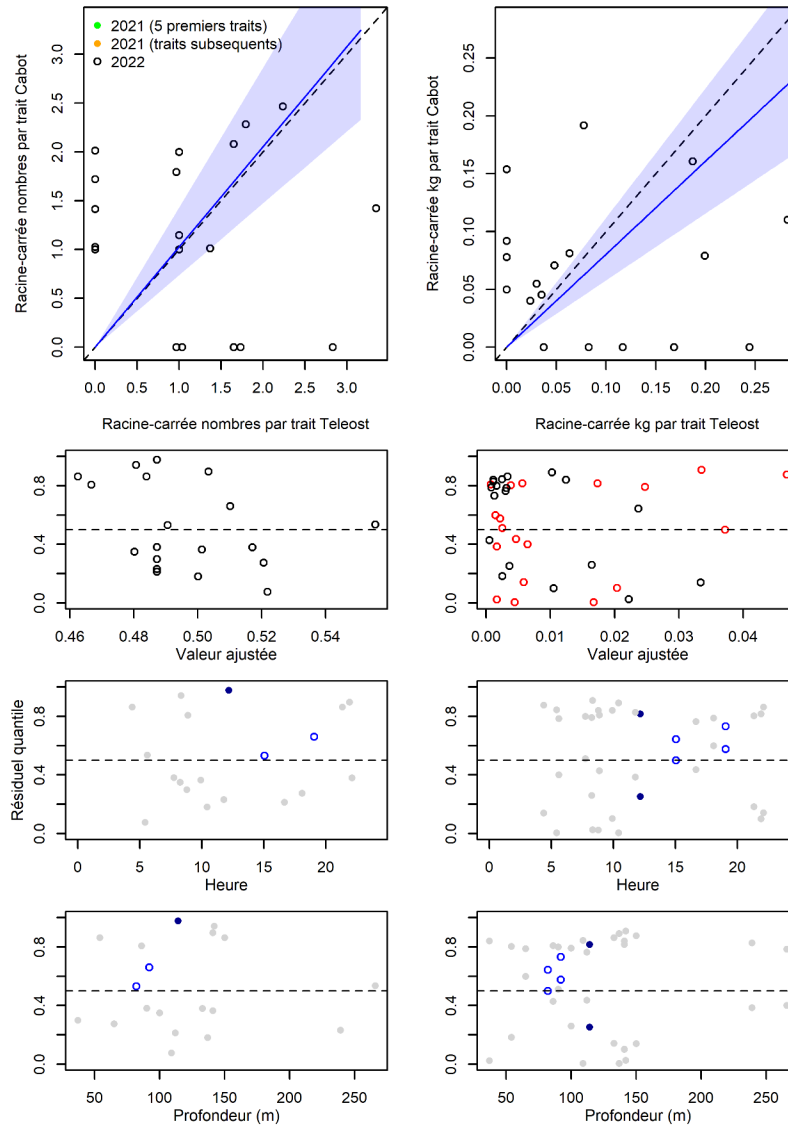 2021 (5 premiers traits)
2021 (traits subsequents)
2022
Racine-carrée nombres par trait Cabot
0.0 0.5 1.0 1.5 2.0 2.5 3.0
0.0 0.5 1.0 1.5 2.0 2.5 3.0
Racine-carrée nombres par trait Teleost
Racine-carrée kg par trait Cabot
0.00 0.05 0.10 0.15 0.20 0.25
0.00 0.05 0.10 0.15 0.20 0.25
Racine-carrée kg par trait Teleost
0.0 0.4 0.8
0.46 0.48 0.50 0.52 0.54
Valeur ajustée
0.0 0.4 0.8
0.00 0.01 0.02 0.03 0.04
Valeur ajustée
Résiduel quantile
0.0 0.4 0.8
0 5 10 15 20
Heure
0.0 0.4 0.8
0 5 10 15 20
Heure
0.0 0.4 0.8
50 100 150 200 250
Profondeur (m)
0.0 0.4 0.8
50 100 150 200 250
Profondeur (m)